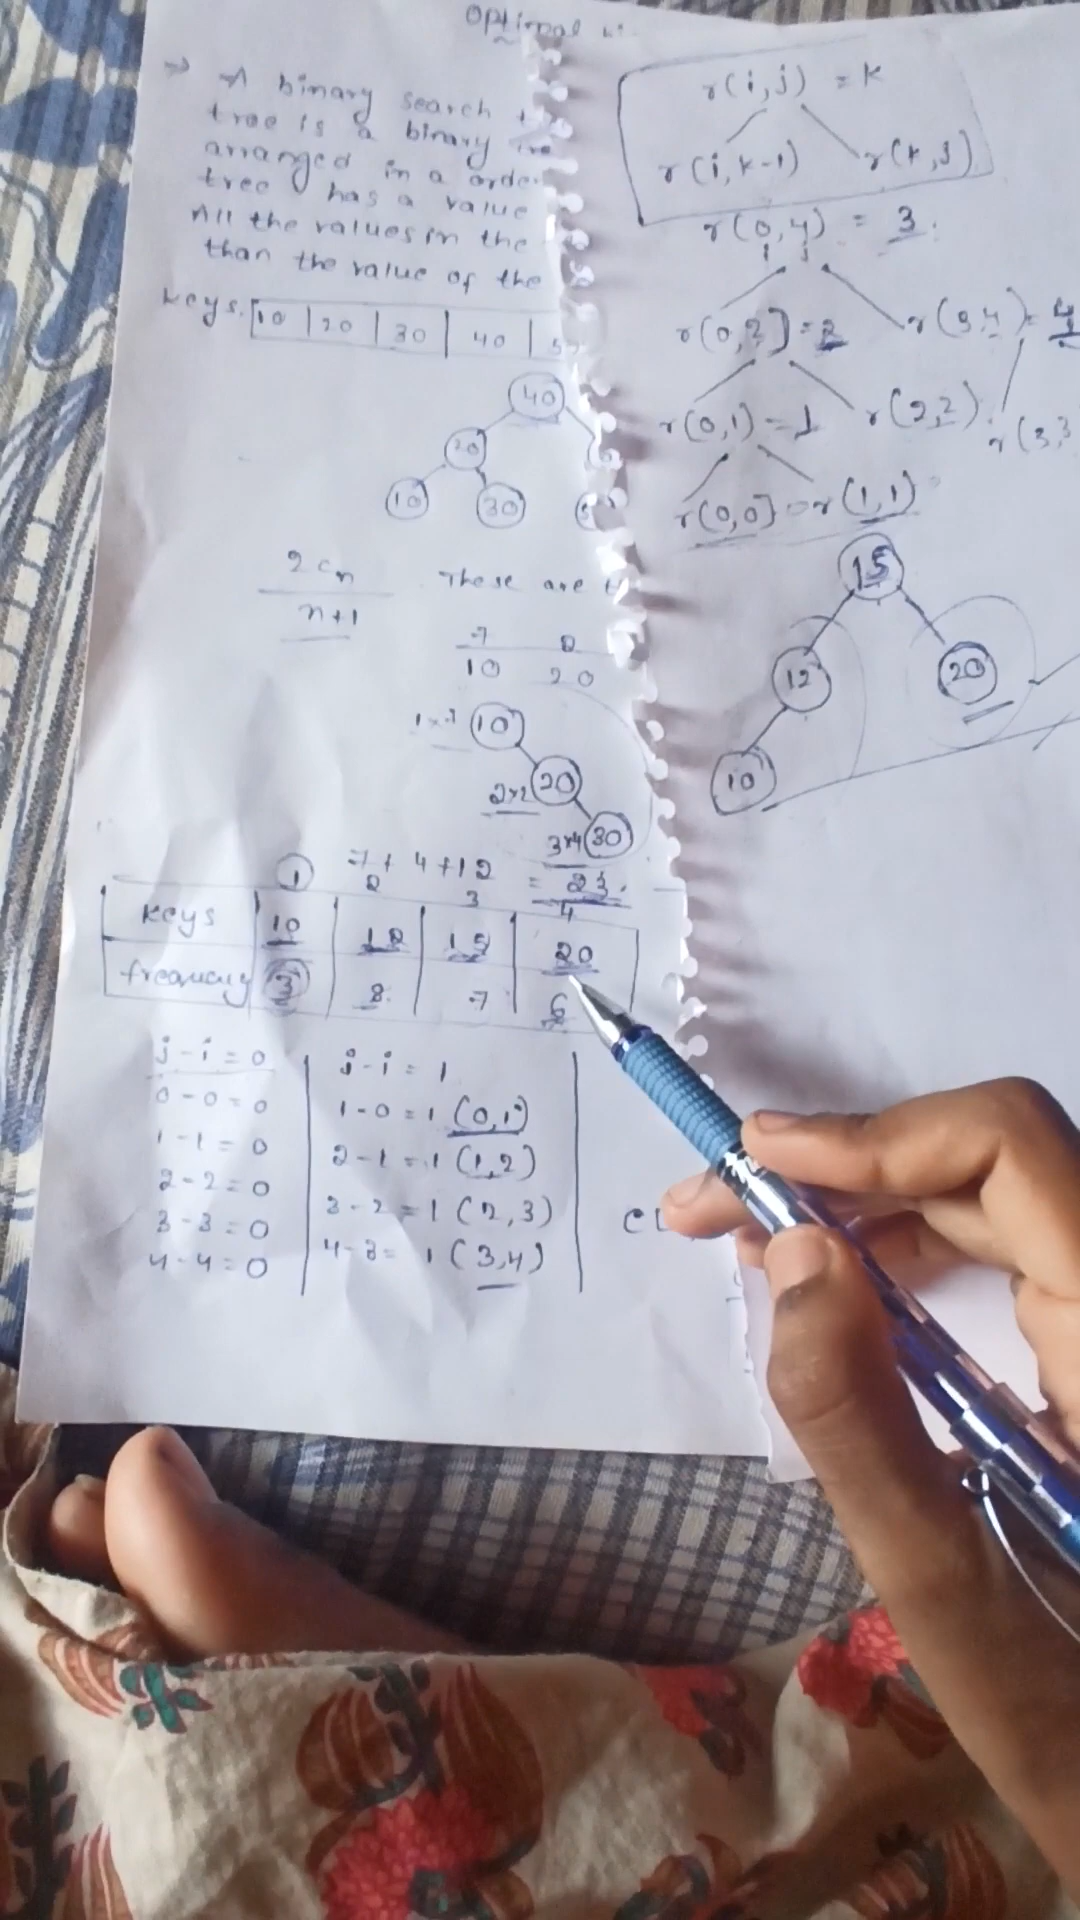 Optimal
→ A binary search
tree is a binary tre
arranged in a order
tree has a value
All the values in the
than the value of the
keys. 10 20 30 40
40
20
10 30
2cn These are
n+1
7 2
10 20
1×7 10
2×2 20
3×4 30
7+ 4+12 = 23.
1 2 3 4
keys 10 12 15 20
frequency 3 8. 7 6
j-i=0 j-i=1
0-0=0 1-0=1 (0,1)
1-1=0 2-1=1 (1,2)
2-2=0 3-2=1 (2,3)
3-3=0 4-3=1 (3,4)
4-4=0
r(i,j) = k
r(i,k-1) r(k,j)
r(0,4) = 3.
i j
r(0,2)=2 r(3,4)=4
r(0,1)=1 r(2,2). r(3,3
r(0,0) r(1,1)
15
12 20
10